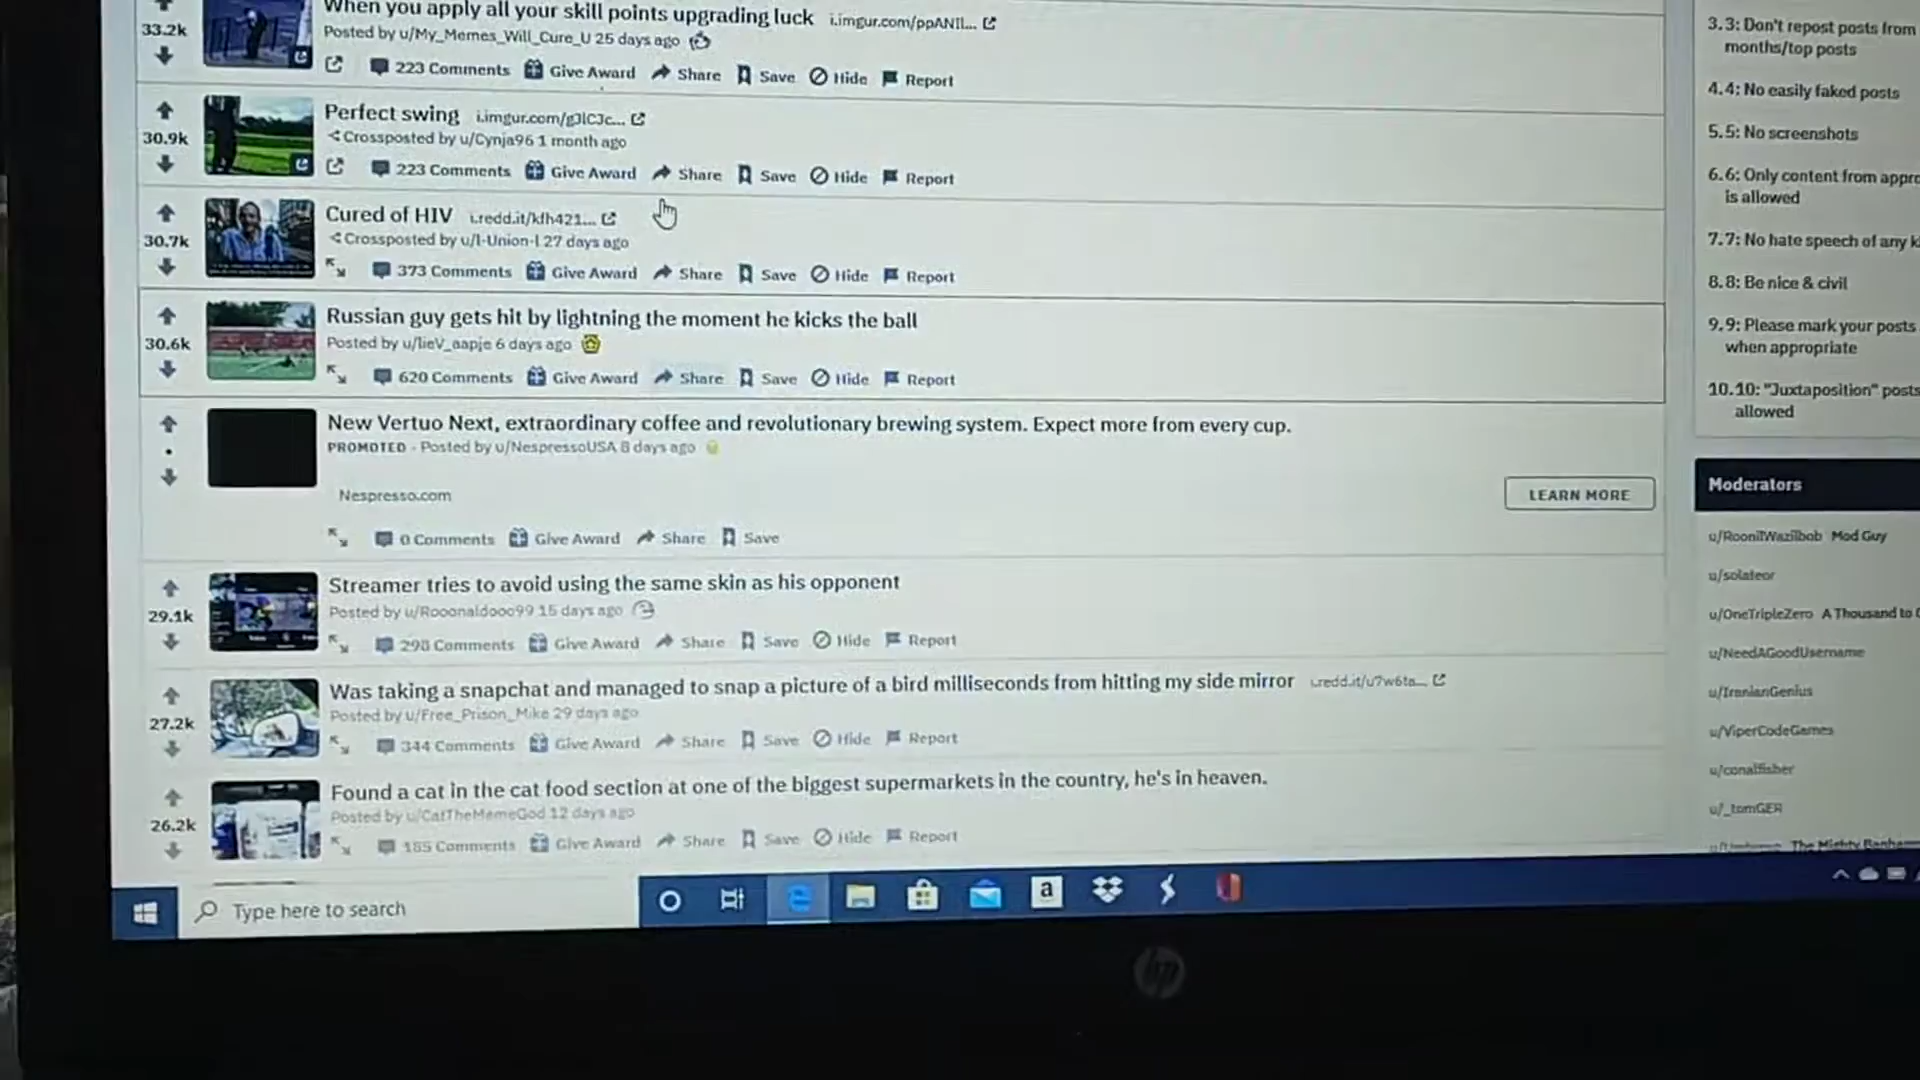 When you apply all your skill points upgrading luck i.imgur.com/ppANIl...
33.2k
Posted by u/My_Memes_Will_Cure_U 25 days ago
223 Comments Give Award Share Save Hide Report
Perfect swing i.imgur.com/gJlCJc...
30.9k
Crossposted by u/Cynja96 1 month ago
223 Comments Give Award Share Save Hide Report
Cured of HIV i.redd.it/kfh421...
30.7k
Crossposted by u/I-Union-I 27 days ago
373 Comments Give Award Share Save Hide Report
Russian guy gets hit by lightning the moment he kicks the ball
30.6k
Posted by u/lieV_aapje 6 days ago
620 Comments Give Award Share Save Hide Report
New Vertuo Next, extraordinary coffee and revolutionary brewing system. Expect more from every cup.
PROMOTED · Posted by u/NespressoUSA 8 days ago
Nespresso.com
LEARN MORE
0 Comments Give Award Share Save
Streamer tries to avoid using the same skin as his opponent
29.1k
Posted by u/Rooonaldooo99 15 days ago
298 Comments Give Award Share Save Hide Report
Was taking a snapchat and managed to snap a picture of a bird milliseconds from hitting my side mirror i.redd.it/u7w6ta...
27.2k
Posted by u/Free_Prison_Mike 29 days ago
344 Comments Give Award Share Save Hide Report
Found a cat in the cat food section at one of the biggest supermarkets in the country, he's in heaven.
26.2k
Posted by u/CatTheMemeGod 12 days ago
185 Comments Give Award Share Save Hide Report
3.3: Don't repost posts from
months/top posts
4.4: No easily faked posts
5.5: No screenshots
6.6: Only content from appro
is allowed
7.7: No hate speech of any k
8.8: Be nice & civil
9.9: Please mark your posts
when appropriate
10.10: "Juxtaposition" posts
allowed
Moderators
u/RoonilWazilbob Mod Guy
u/solateor
u/OneTripleZero A Thousand to
u/NeedAGoodUsername
u/IranianGenius
u/ViperCodeGames
u/conalfisher
u/_tomGER
The Mighty
Type here to search
a
hp